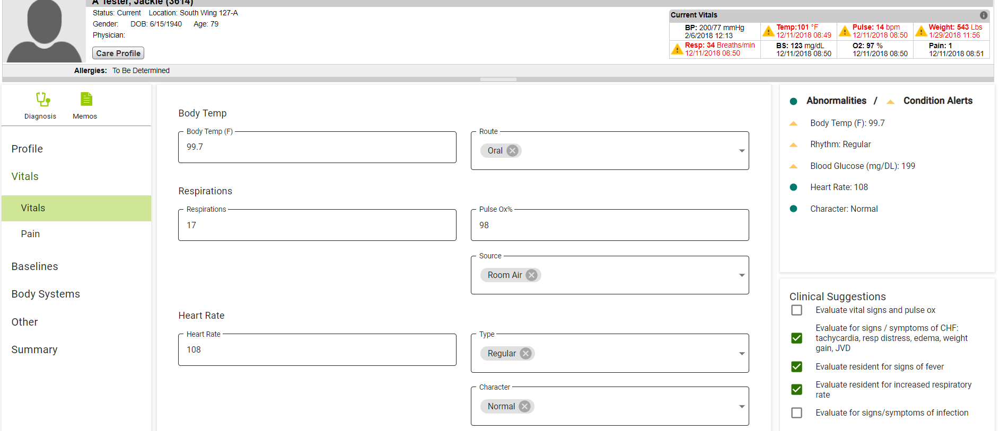 A Tester, Jackie (3614)
Status: Current Location: South Wing 127-A
Gender: DOB: 6/15/1940 Age: 79
Physician:
Care Profile
Current Vitals
BP: 200/77 mmHg
2/6/2018 12:13
Temp:101 °F
12/11/2018 08:49
Pulse: 14 bpm
12/11/2018 08:50
Weight: 543 Lbs
1/29/2018 11:56
Resp: 34 Breaths/min
12/11/2018 08:50
BS: 123 mg/dL
12/11/2018 08:50
O2: 97 %
12/11/2018 08:50
Pain: 1
12/11/2018 08:51
Allergies: To Be Determined
Diagnosis
Memos
Profile
Vitals
Vitals
Pain
Baselines
Body Systems
Other
Summary
Body Temp
Body Temp (F)
99.7
Route
Oral
Respirations
Respirations
17
Pulse Ox%
98
Source
Room Air
Heart Rate
Heart Rate
108
Type
Regular
Character
Normal
Abnormalities / Condition Alerts
Body Temp (F): 99.7
Rhythm: Regular
Blood Glucose (mg/DL): 199
Heart Rate: 108
Character: Normal
Clinical Suggestions
Evaluate vital signs and pulse ox
Evaluate for signs / symptoms of CHF:
tachycardia, resp distress, edema, weight
gain, JVD
Evaluate resident for signs of fever
Evaluate resident for increased respiratory
rate
Evaluate for signs/symptoms of infection